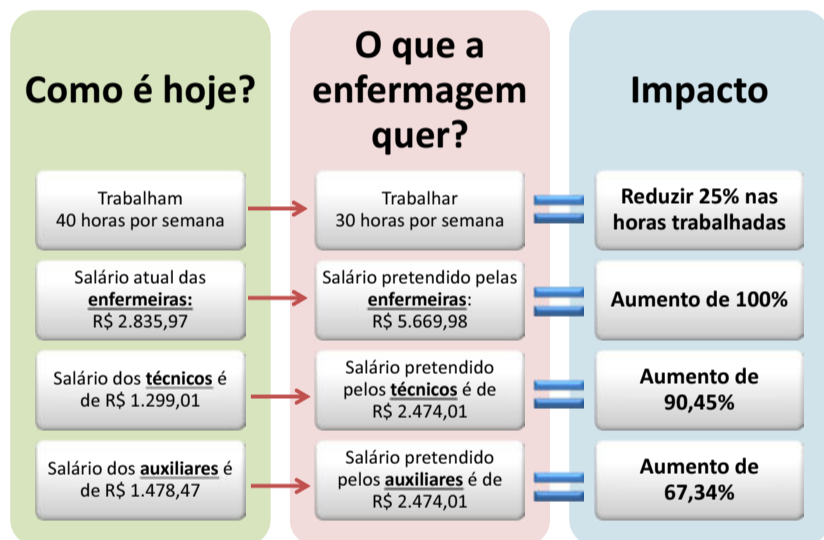 Como é hoje?
O que a
enfermagem
quer?
Impacto
Trabalham
40 horas por semana
Trabalhar
30 horas por semana
Reduzir 25% nas
horas trabalhadas
Salário atual das
enfermeiras:
R$ 2.835,97
Salário pretendido pelas
enfermeiras:
R$ 5.669,98
Aumento de 100%
Salário dos técnicos é
de R$ 1.299,01
Salário pretendido
pelos técnicos é de
R$ 2.474,01
Aumento de
90,45%
Salário dos auxiliares é
de R$ 1.478,47
Salário pretendido
pelos auxiliares é de
R$ 2.474,01
Aumento de
67,34%